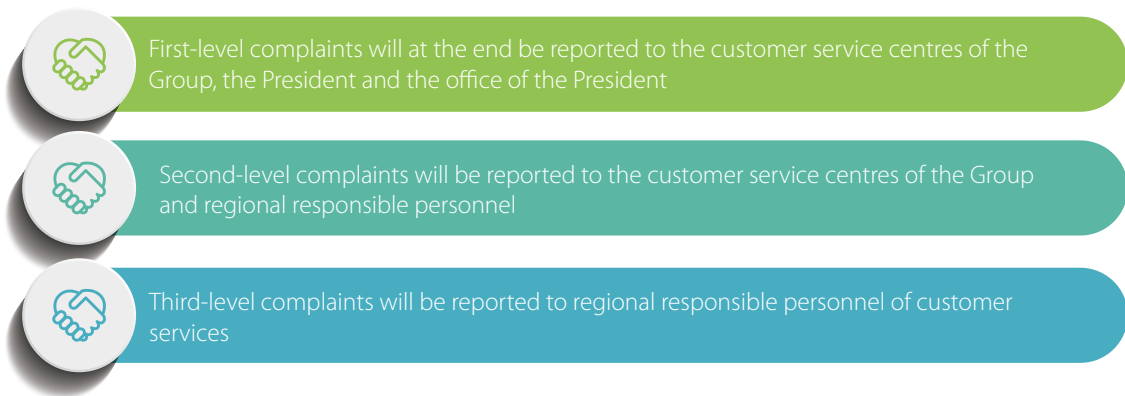 First-level complaints will at the end be reported to the customer service centres of the
Group, the President and the office of the President
Second-level complaints will be reported to the customer service centres of the Group
and regional responsible personnel
Third-level complaints will be reported to regional responsible personnel of customer
services